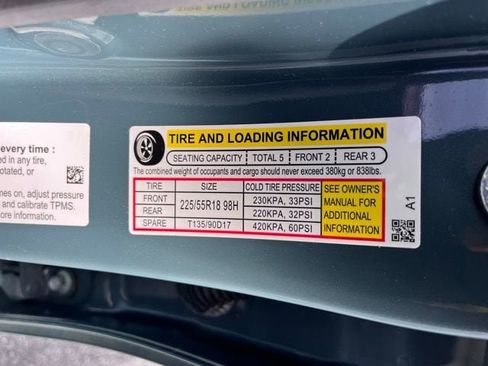 every time :
ed in any tire,
otated, or
mes on, adjust pressure
and calibrate TPMS.
TIRE AND LOADING INFORMATION
SEATING CAPACITY TOTAL 5 FRONT 2 REAR 3
The combined weight of occupants and cargo should never exceed 380kg or 838lbs.
TIRE SIZE COLD TIRE PRESSURE
FRONT 225/55R18 98H 230KPA, 33PSI
REAR 220KPA, 32PSI
SPARE T135/90D17 420KPA, 60PSI
SEE OWNER'S
MANUAL FOR
ADDITIONAL
INFORMATION
A1